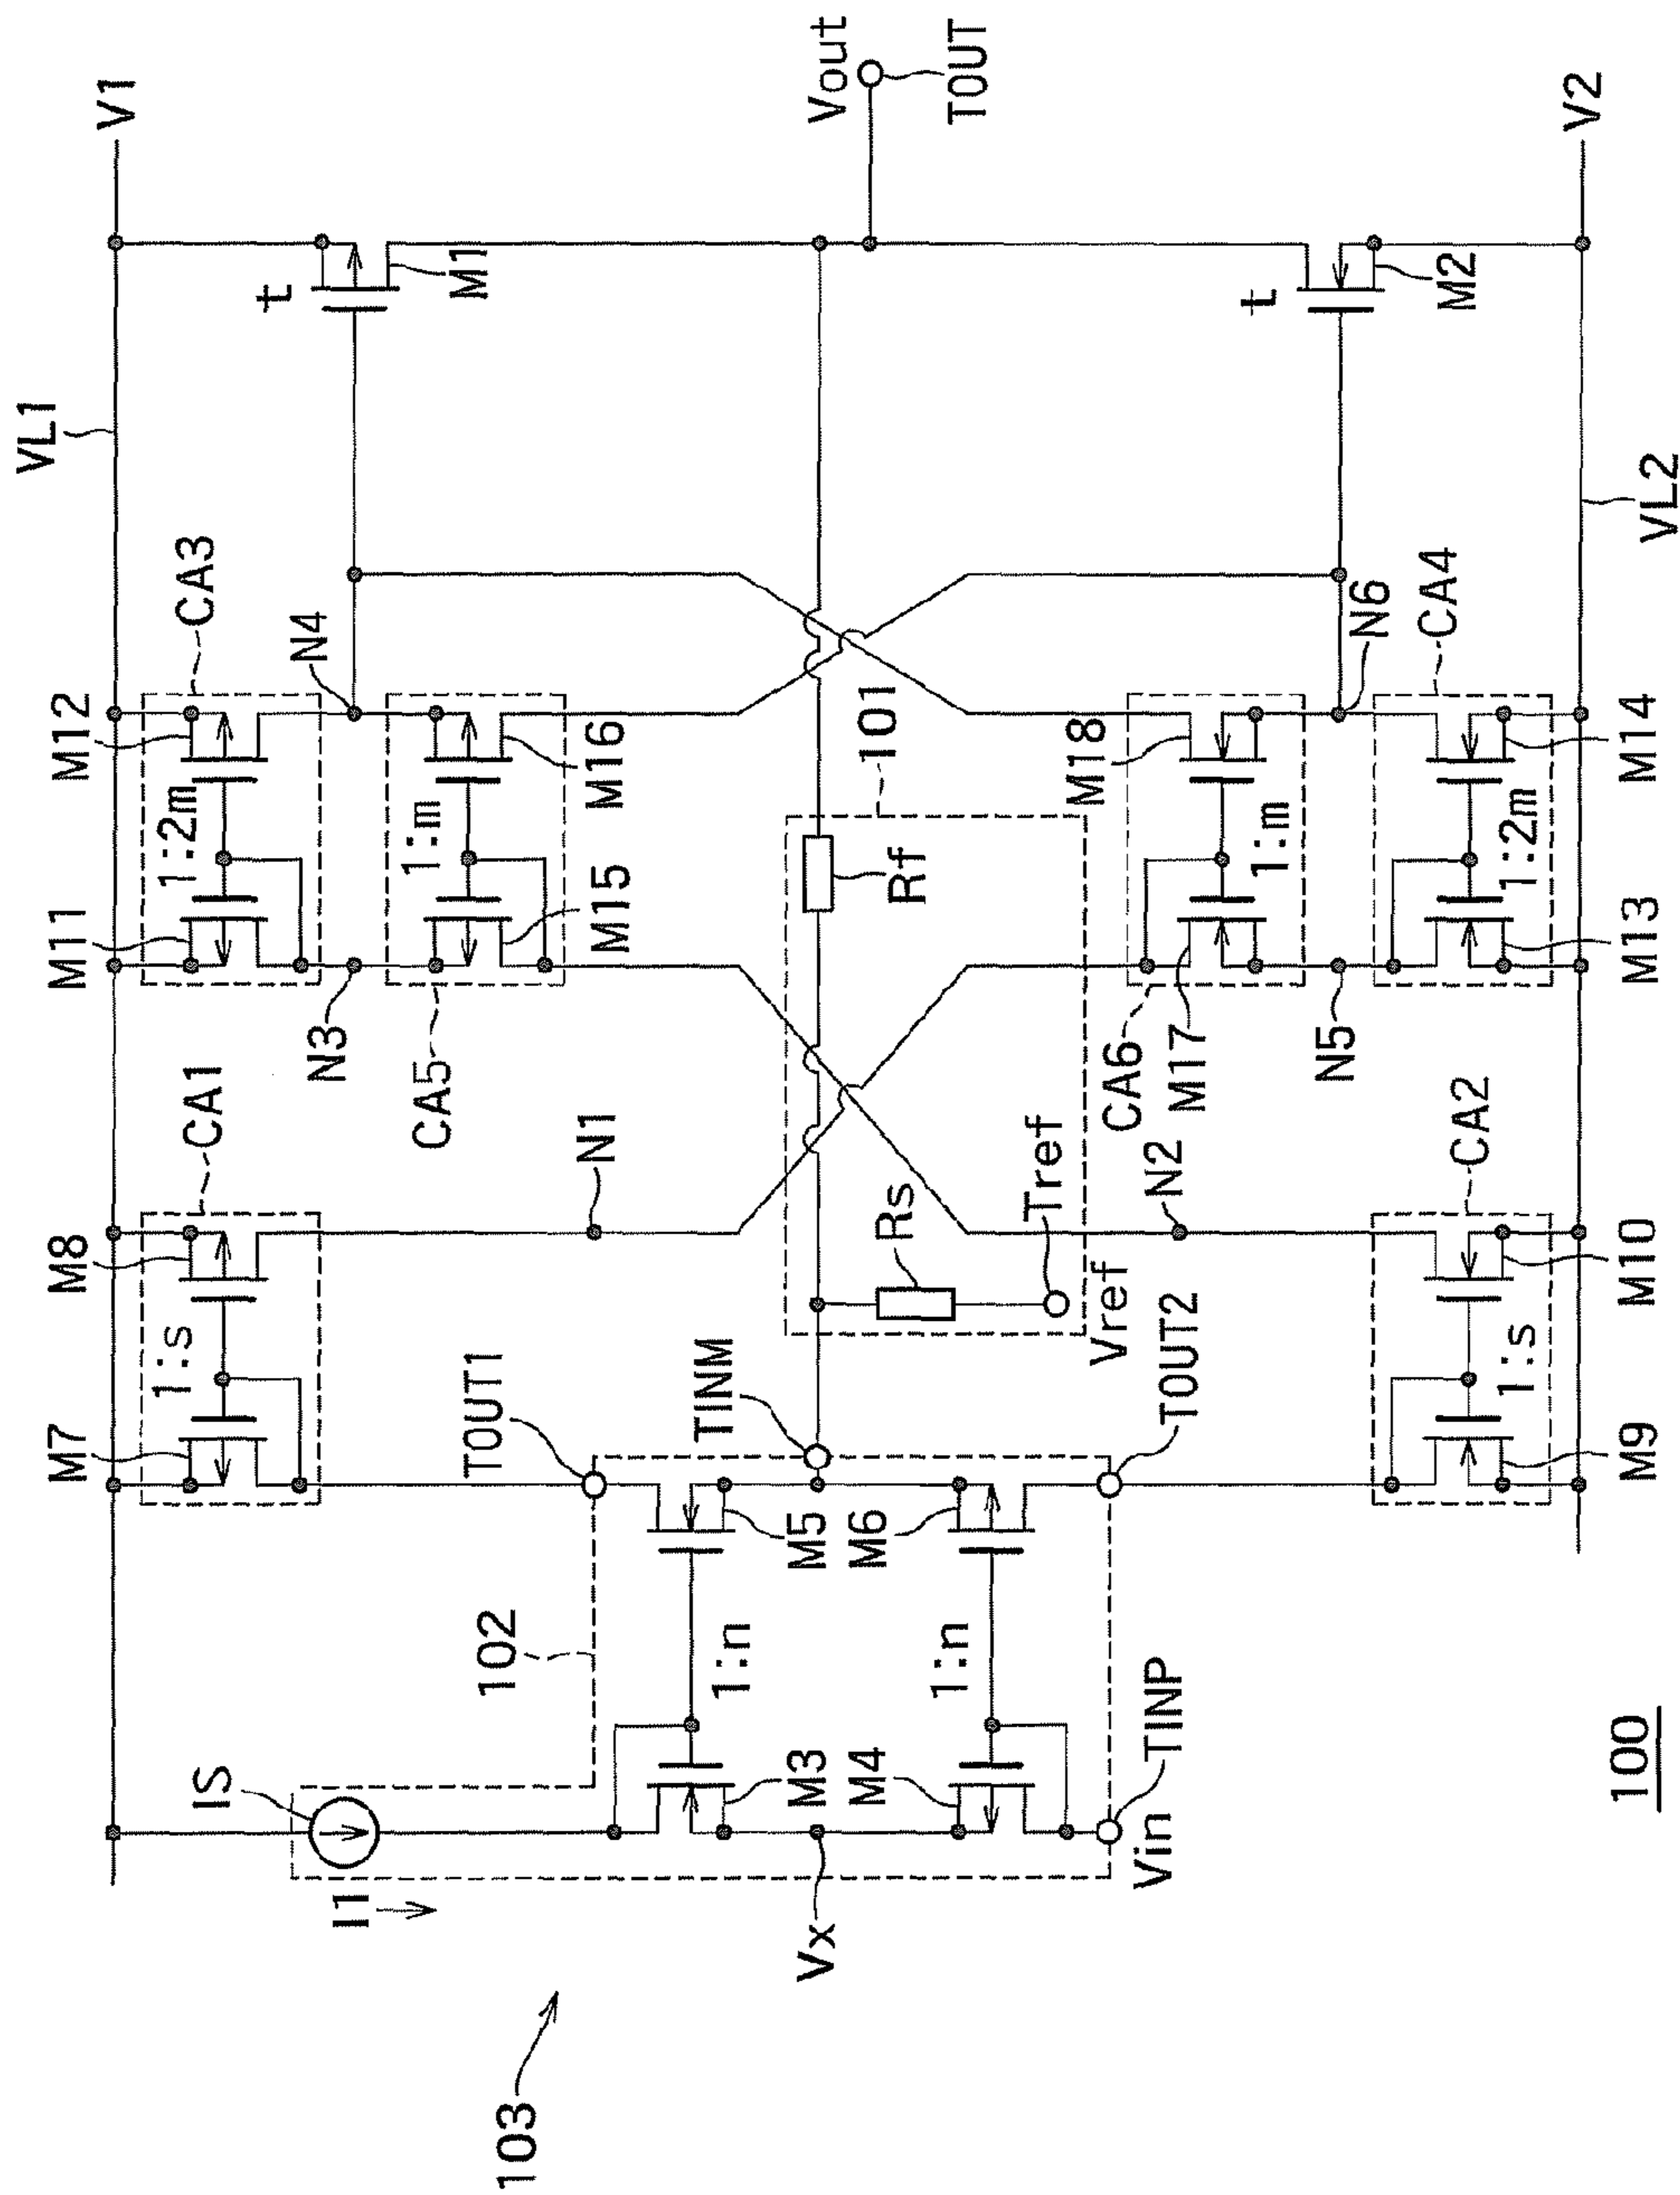 VL1
V1
M7
M8
CA1
M11
M12
CA3
IS
1:s
1:2m
t
I1
N3
N4
M1
TOUT1
N1
CA5
1:m
M15
M16
102
103
Vx
M3
M4
1:n
1:n
M5
M6
TINM
Rs
Rf
101
Vout
TOUT
Vin
TINP
TOUT2
Vref
Tref
N2
CA6
M17
M18
1:m
N5
N6
t
M2
CA2
CA4
1:s
1:2m
M9
M10
M13
M14
VL2
V2
100